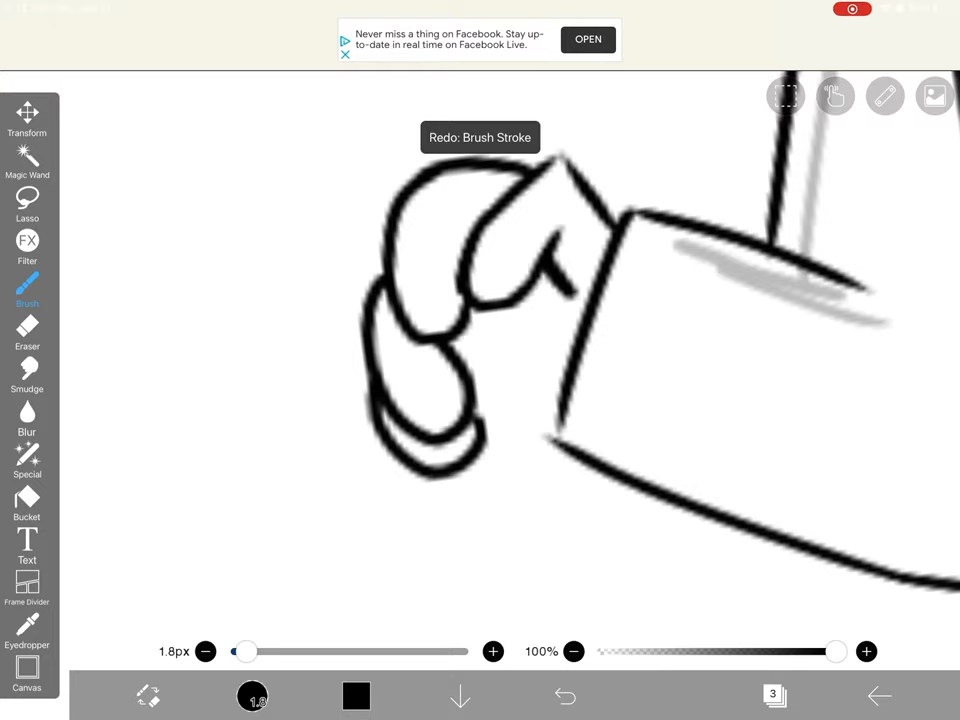 Never miss a thing on Facebook. Stay up-
to-date in real time on Facebook Live.
OPEN
Redo: Brush Stroke
Transform
Magic Wand
Lasso
FX
Filter
Brush
Eraser
Smudge
Blur
Special
Bucket
T
Text
Frame Divider
Eyedropper
Canvas
1.8px
100%
1.8
3